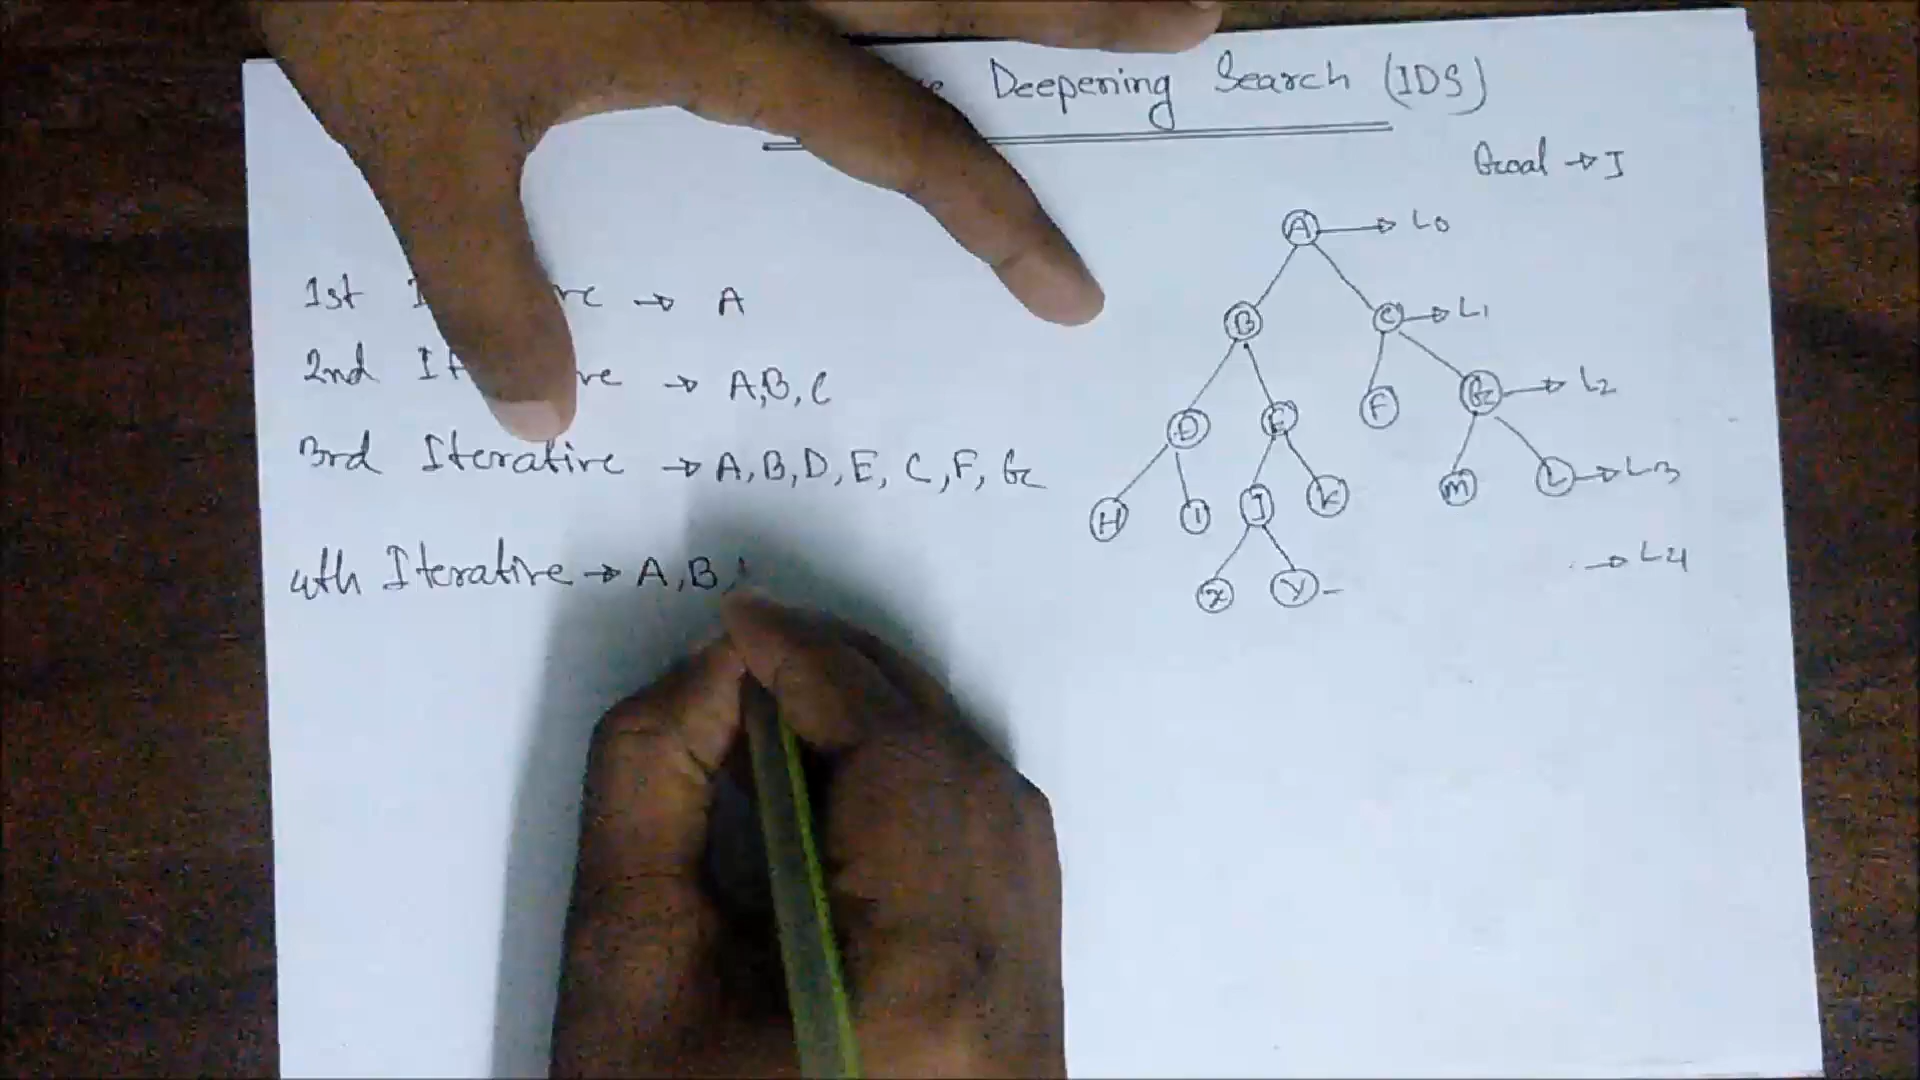 Deepening Search (IDS)
Goal → J
A → L0
B C → L1
D E F G → L2
H I J K M L → L3
X Y - → L4
1st → A
2nd → A, B, C
3rd Iterative → A, B, D, E, C, F, G
4th Iterative → A, B,